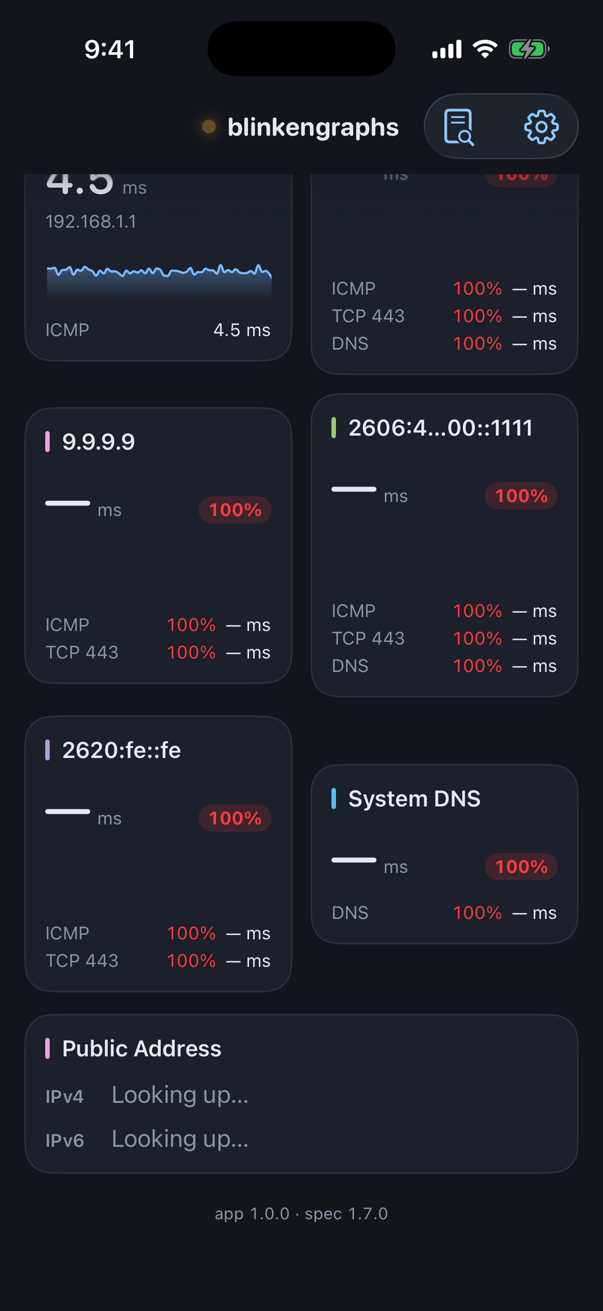 9:41
blinkengraphs
4.5 ms
192.168.1.1
ICMP 4.5 ms
ms 100%
ICMP 100% — ms
TCP 443 100% — ms
DNS 100% — ms
9.9.9.9
— ms 100%
ICMP 100% — ms
TCP 443 100% — ms
2606:4...00::1111
— ms 100%
ICMP 100% — ms
TCP 443 100% — ms
DNS 100% — ms
2620:fe::fe
— ms 100%
ICMP 100% — ms
TCP 443 100% — ms
System DNS
— ms 100%
DNS 100% — ms
Public Address
IPv4 Looking up...
IPv6 Looking up...
app 1.0.0 · spec 1.7.0